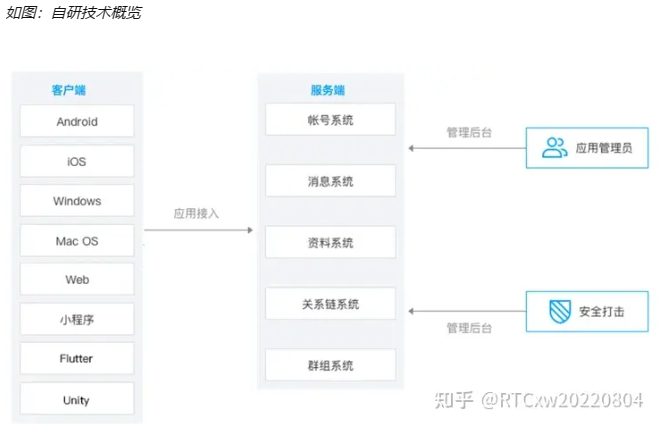 如图：自研技术概览
客户端
Android
iOS
Windows
Mac OS
Web
小程序
Flutter
Unity
应用接入
服务端
帐号系统
消息系统
资料系统
关系链系统
群组系统
管理后台
应用管理员
安全打击
管理后台
知乎 @RTCxw20220804